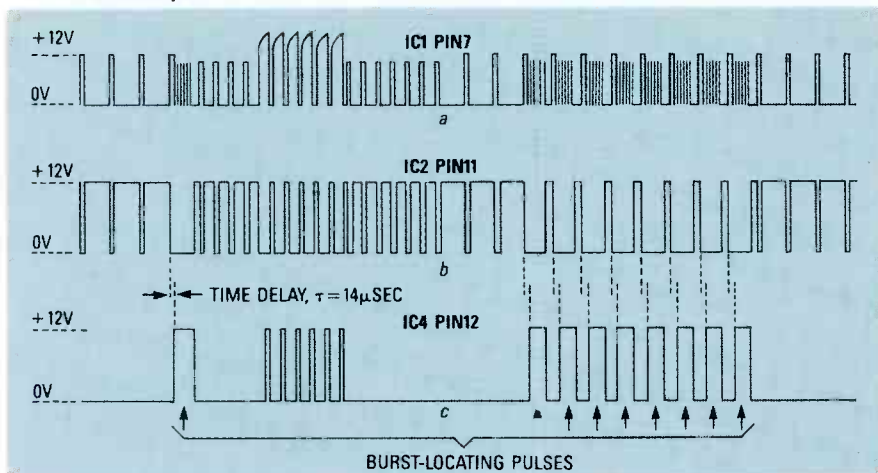 +12V
IC1 PIN7
0V
a
+12V
IC2 PIN11
0V
b
TIME DELAY, τ = 14μSEC
+12V
IC4 PIN12
0V
c
BURST-LOCATING PULSES